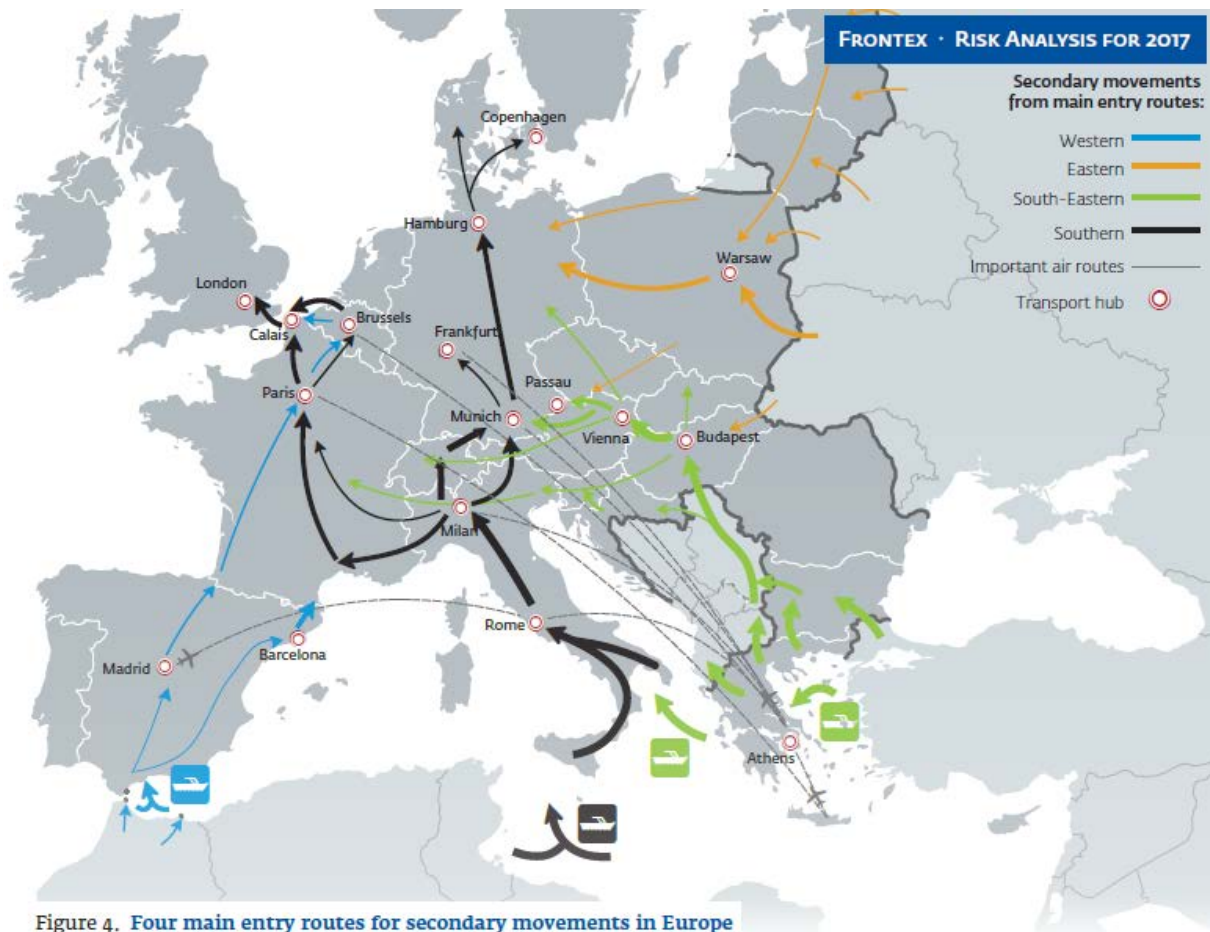 FRONTEX · RISK ANALYSIS FOR 2017
Secondary movements
from main entry routes:
Western
Eastern
South-Eastern
Southern
Important air routes
Transport hub
Copenhagen
Hamburg
Warsaw
London
Calais
Brussels
Frankfurt
Paris
Passau
Munich
Vienna
Budapest
Milan
Rome
Madrid
Barcelona
Athens
Figure 4. Four main entry routes for secondary movements in Europe